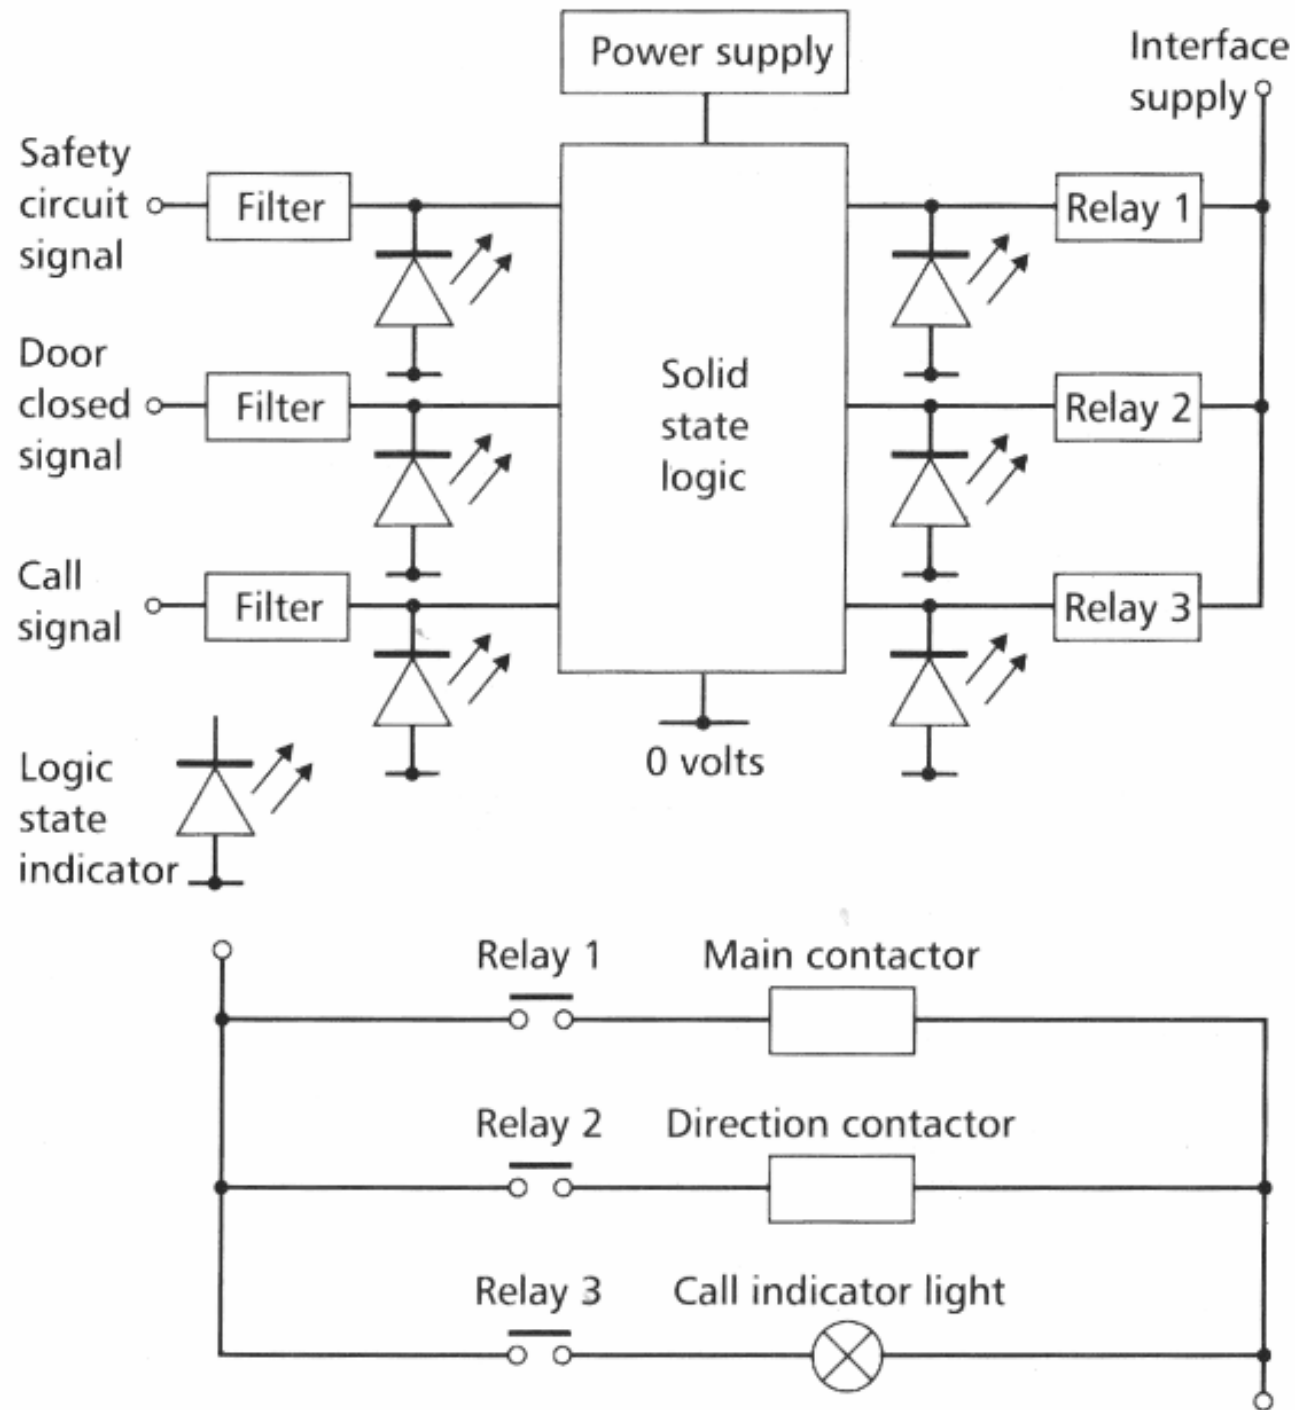 Power supply
Interface
supply
Safety
circuit
signal
Filter
Relay 1
Door
closed
signal
Filter
Solid
state
logic
Relay 2
Call
signal
Filter
Relay 3
0 volts
Logic
state
indicator
Relay 1
Main contactor
Relay 2
Direction contactor
Relay 3
Call indicator light